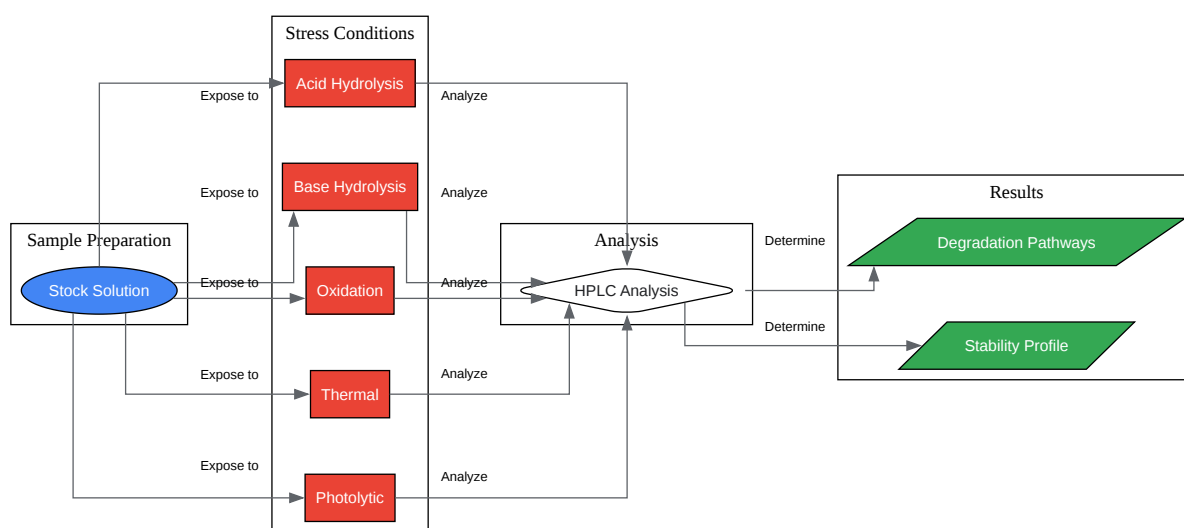 Stress Conditions
Acid Hydrolysis
Expose to
Analyze
Base Hydrolysis
Expose to
Analyze
Results
Sample Preparation
Analysis
Determine
Degradation Pathways
Stock Solution
Expose to
Oxidation
Analyze
HPLC Analysis
Determine
Stability Profile
Expose to
Thermal
Analyze
Expose to
Photolytic
Analyze